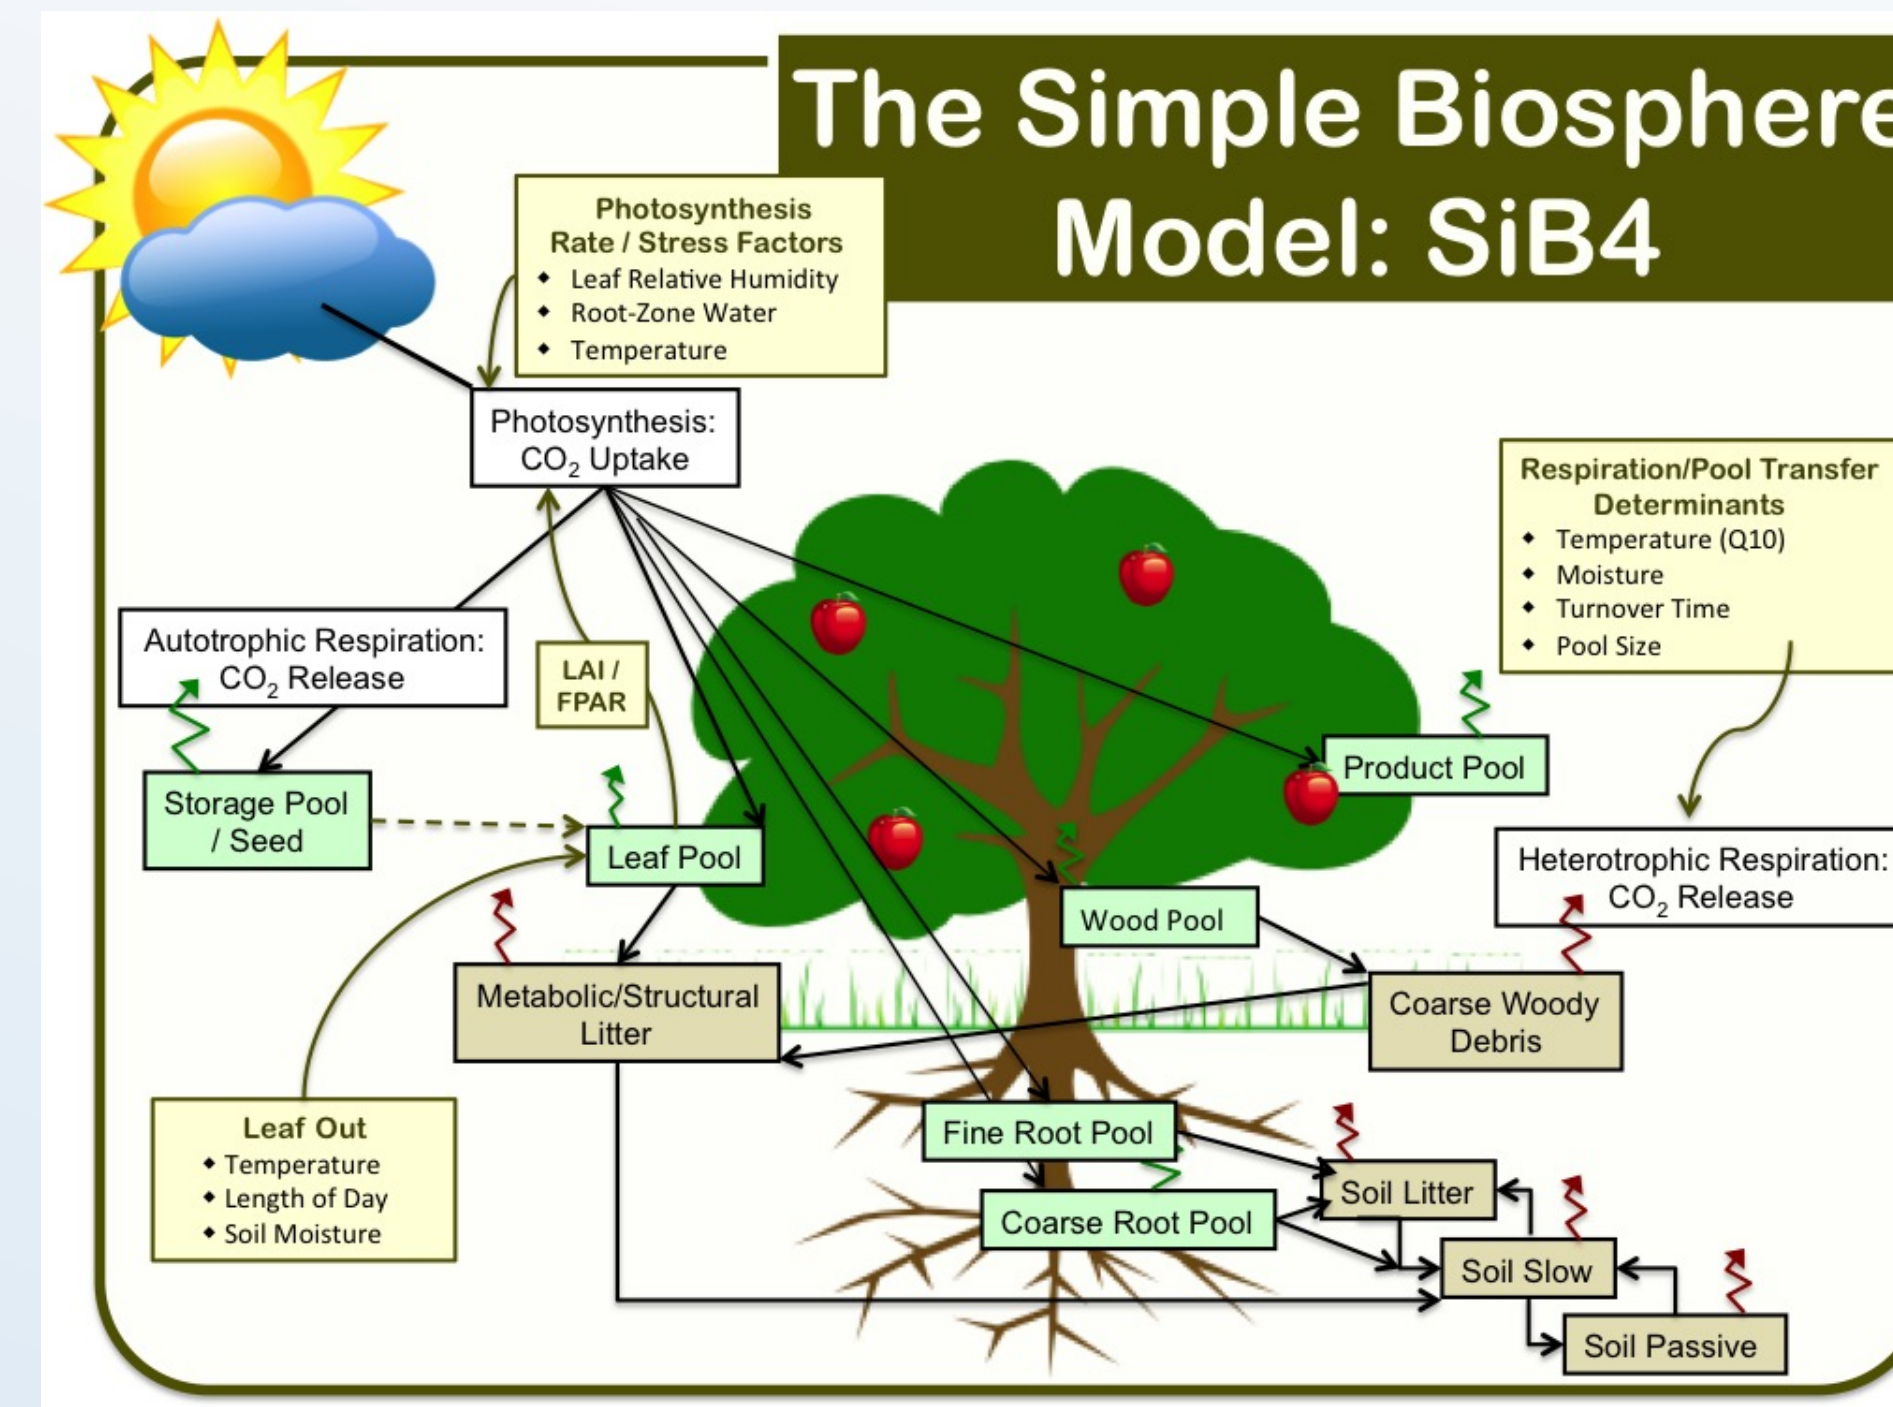 The Simple Biosphere
Model: SiB4
Photosynthesis
Rate / Stress Factors
◆ Leaf Relative Humidity
◆ Root-Zone Water
◆ Temperature
Photosynthesis:
CO₂ Uptake
Respiration/Pool Transfer
Determinants
◆ Temperature (Q10)
◆ Moisture
◆ Turnover Time
◆ Pool Size
Autotrophic Respiration:
CO₂ Release
LAI /
FPAR
Product Pool
Storage Pool
/ Seed
Leaf Pool
Heterotrophic Respiration:
CO₂ Release
Wood Pool
Metabolic/Structural
Litter
Coarse Woody
Debris
Leaf Out
◆ Temperature
◆ Length of Day
◆ Soil Moisture
Fine Root Pool
Soil Litter
Coarse Root Pool
Soil Slow
Soil Passive